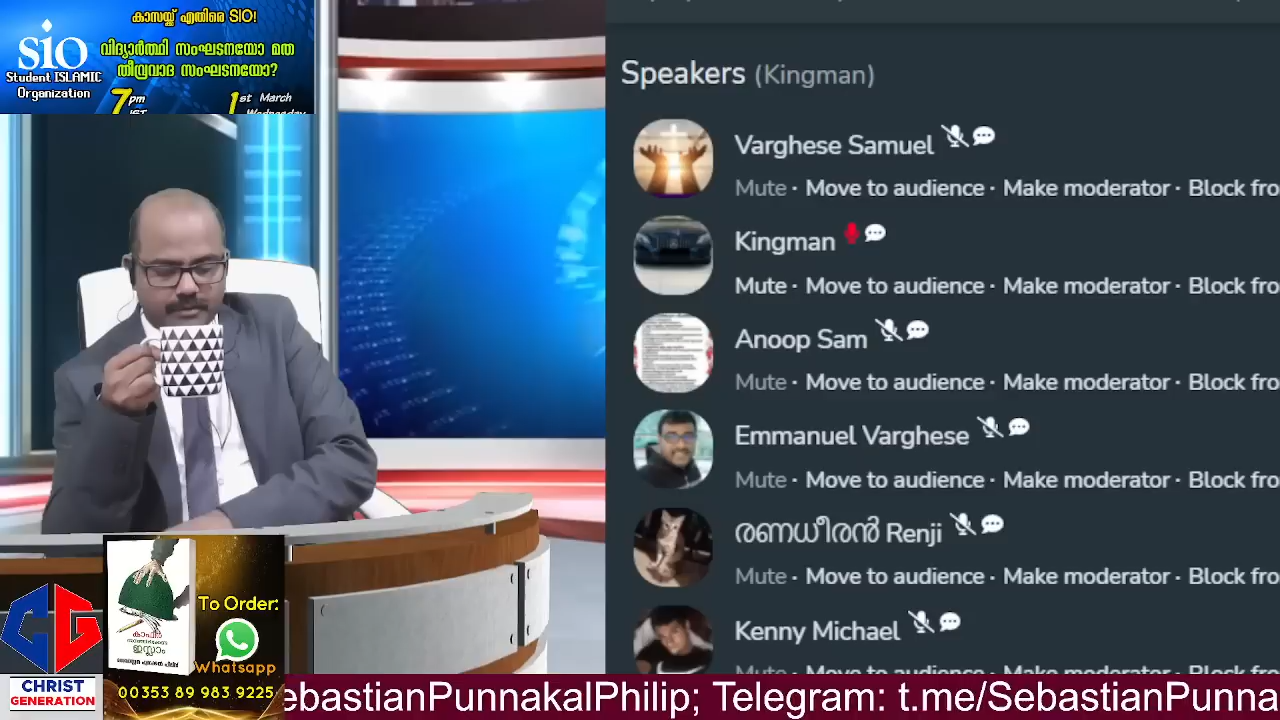 കാസയ്ക്ക് എതിരെ SIO!
SIO
Student ISLAMIC
Organization
വിദ്യാർത്ഥി സംഘടനയോ മത
തീവ്രവാദ സംഘടനയോ?
7pm
IST
1st March
Wednesday
Speakers (Kingman)
Varghese Samuel
Mute · Move to audience · Make moderator · Block fro
Kingman
Mute · Move to audience · Make moderator · Block fro
Anoop Sam
Mute · Move to audience · Make moderator · Block fro
Emmanuel Varghese
Mute · Move to audience · Make moderator · Block fro
രണധീരൻ Renji
Mute · Move to audience · Make moderator · Block fro
Kenny Michael
CG
CHRIST
GENERATION
കാഫിർ
ഇസ്ലാം
To Order:
Whatsapp
00353 89 983 9225
ebastianPunnakalPhilip; Telegram: t.me/SebastianPunna